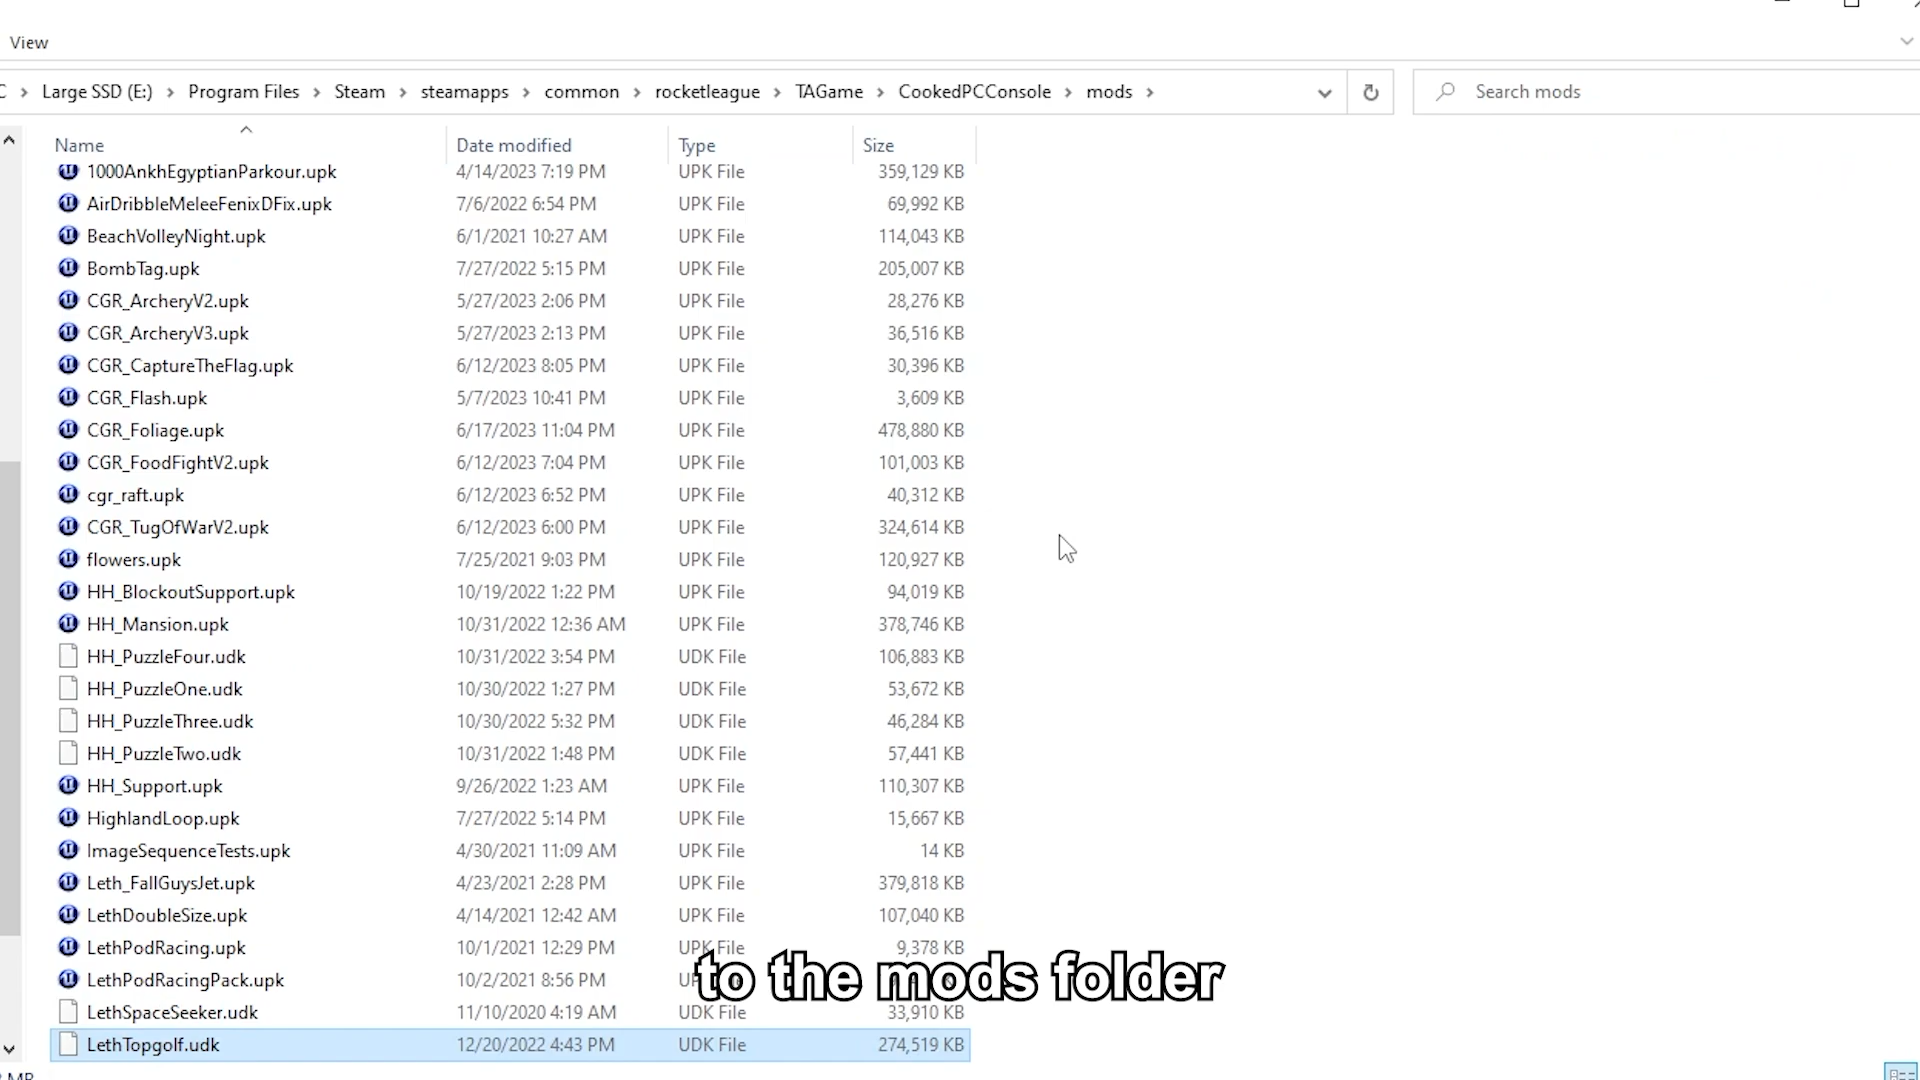 View
C > Large SSD (E:) > Program Files > Steam > steamapps > common > rocketleague > TAGame > CookedPCConsole > mods > Search mods
Name Date modified Type Size
1000AnkhEgyptianParkour.upk 4/14/2023 7:19 PM UPK File 359,129 KB
AirDribbleMeleeFenixDFix.upk 7/6/2022 6:54 PM UPK File 69,992 KB
BeachVolleyNight.upk 6/1/2021 10:27 AM UPK File 114,043 KB
BombTag.upk 7/27/2022 5:15 PM UPK File 205,007 KB
CGR_ArcheryV2.upk 5/27/2023 2:06 PM UPK File 28,276 KB
CGR_ArcheryV3.upk 5/27/2023 2:13 PM UPK File 36,516 KB
CGR_CaptureTheFlag.upk 6/12/2023 8:05 PM UPK File 30,396 KB
CGR_Flash.upk 5/7/2023 10:41 PM UPK File 3,609 KB
CGR_Foliage.upk 6/17/2023 11:04 PM UPK File 478,880 KB
CGR_FoodFightV2.upk 6/12/2023 7:04 PM UPK File 101,003 KB
cgr_raft.upk 6/12/2023 6:52 PM UPK File 40,312 KB
CGR_TugOfWarV2.upk 6/12/2023 6:00 PM UPK File 324,614 KB
flowers.upk 7/25/2021 9:03 PM UPK File 120,927 KB
HH_BlockoutSupport.upk 10/19/2022 1:22 PM UPK File 94,019 KB
HH_Mansion.upk 10/31/2022 12:36 AM UPK File 378,746 KB
HH_PuzzleFour.udk 10/31/2022 3:54 PM UDK File 106,883 KB
HH_PuzzleOne.udk 10/30/2022 1:27 PM UDK File 53,672 KB
HH_PuzzleThree.udk 10/30/2022 5:32 PM UDK File 46,284 KB
HH_PuzzleTwo.udk 10/31/2022 1:48 PM UDK File 57,441 KB
HH_Support.upk 9/26/2022 1:23 AM UPK File 110,307 KB
HighlandLoop.upk 7/27/2022 5:14 PM UPK File 15,667 KB
ImageSequenceTests.upk 4/30/2021 11:09 AM UPK File 14 KB
Leth_FallGuysJet.upk 4/23/2021 2:28 PM UPK File 379,818 KB
LethDoubleSize.upk 4/14/2021 12:42 AM UPK File 107,040 KB
LethPodRacing.upk 10/1/2021 12:29 PM UPK File 9,378 KB
LethPodRacingPack.upk 10/2/2021 8:56 PM
to the mods folder
LethSpaceSeeker.udk 11/10/2020 4:19 AM UDK File 33,910 KB
LethTopgolf.udk 12/20/2022 4:43 PM UDK File 274,519 KB
MB